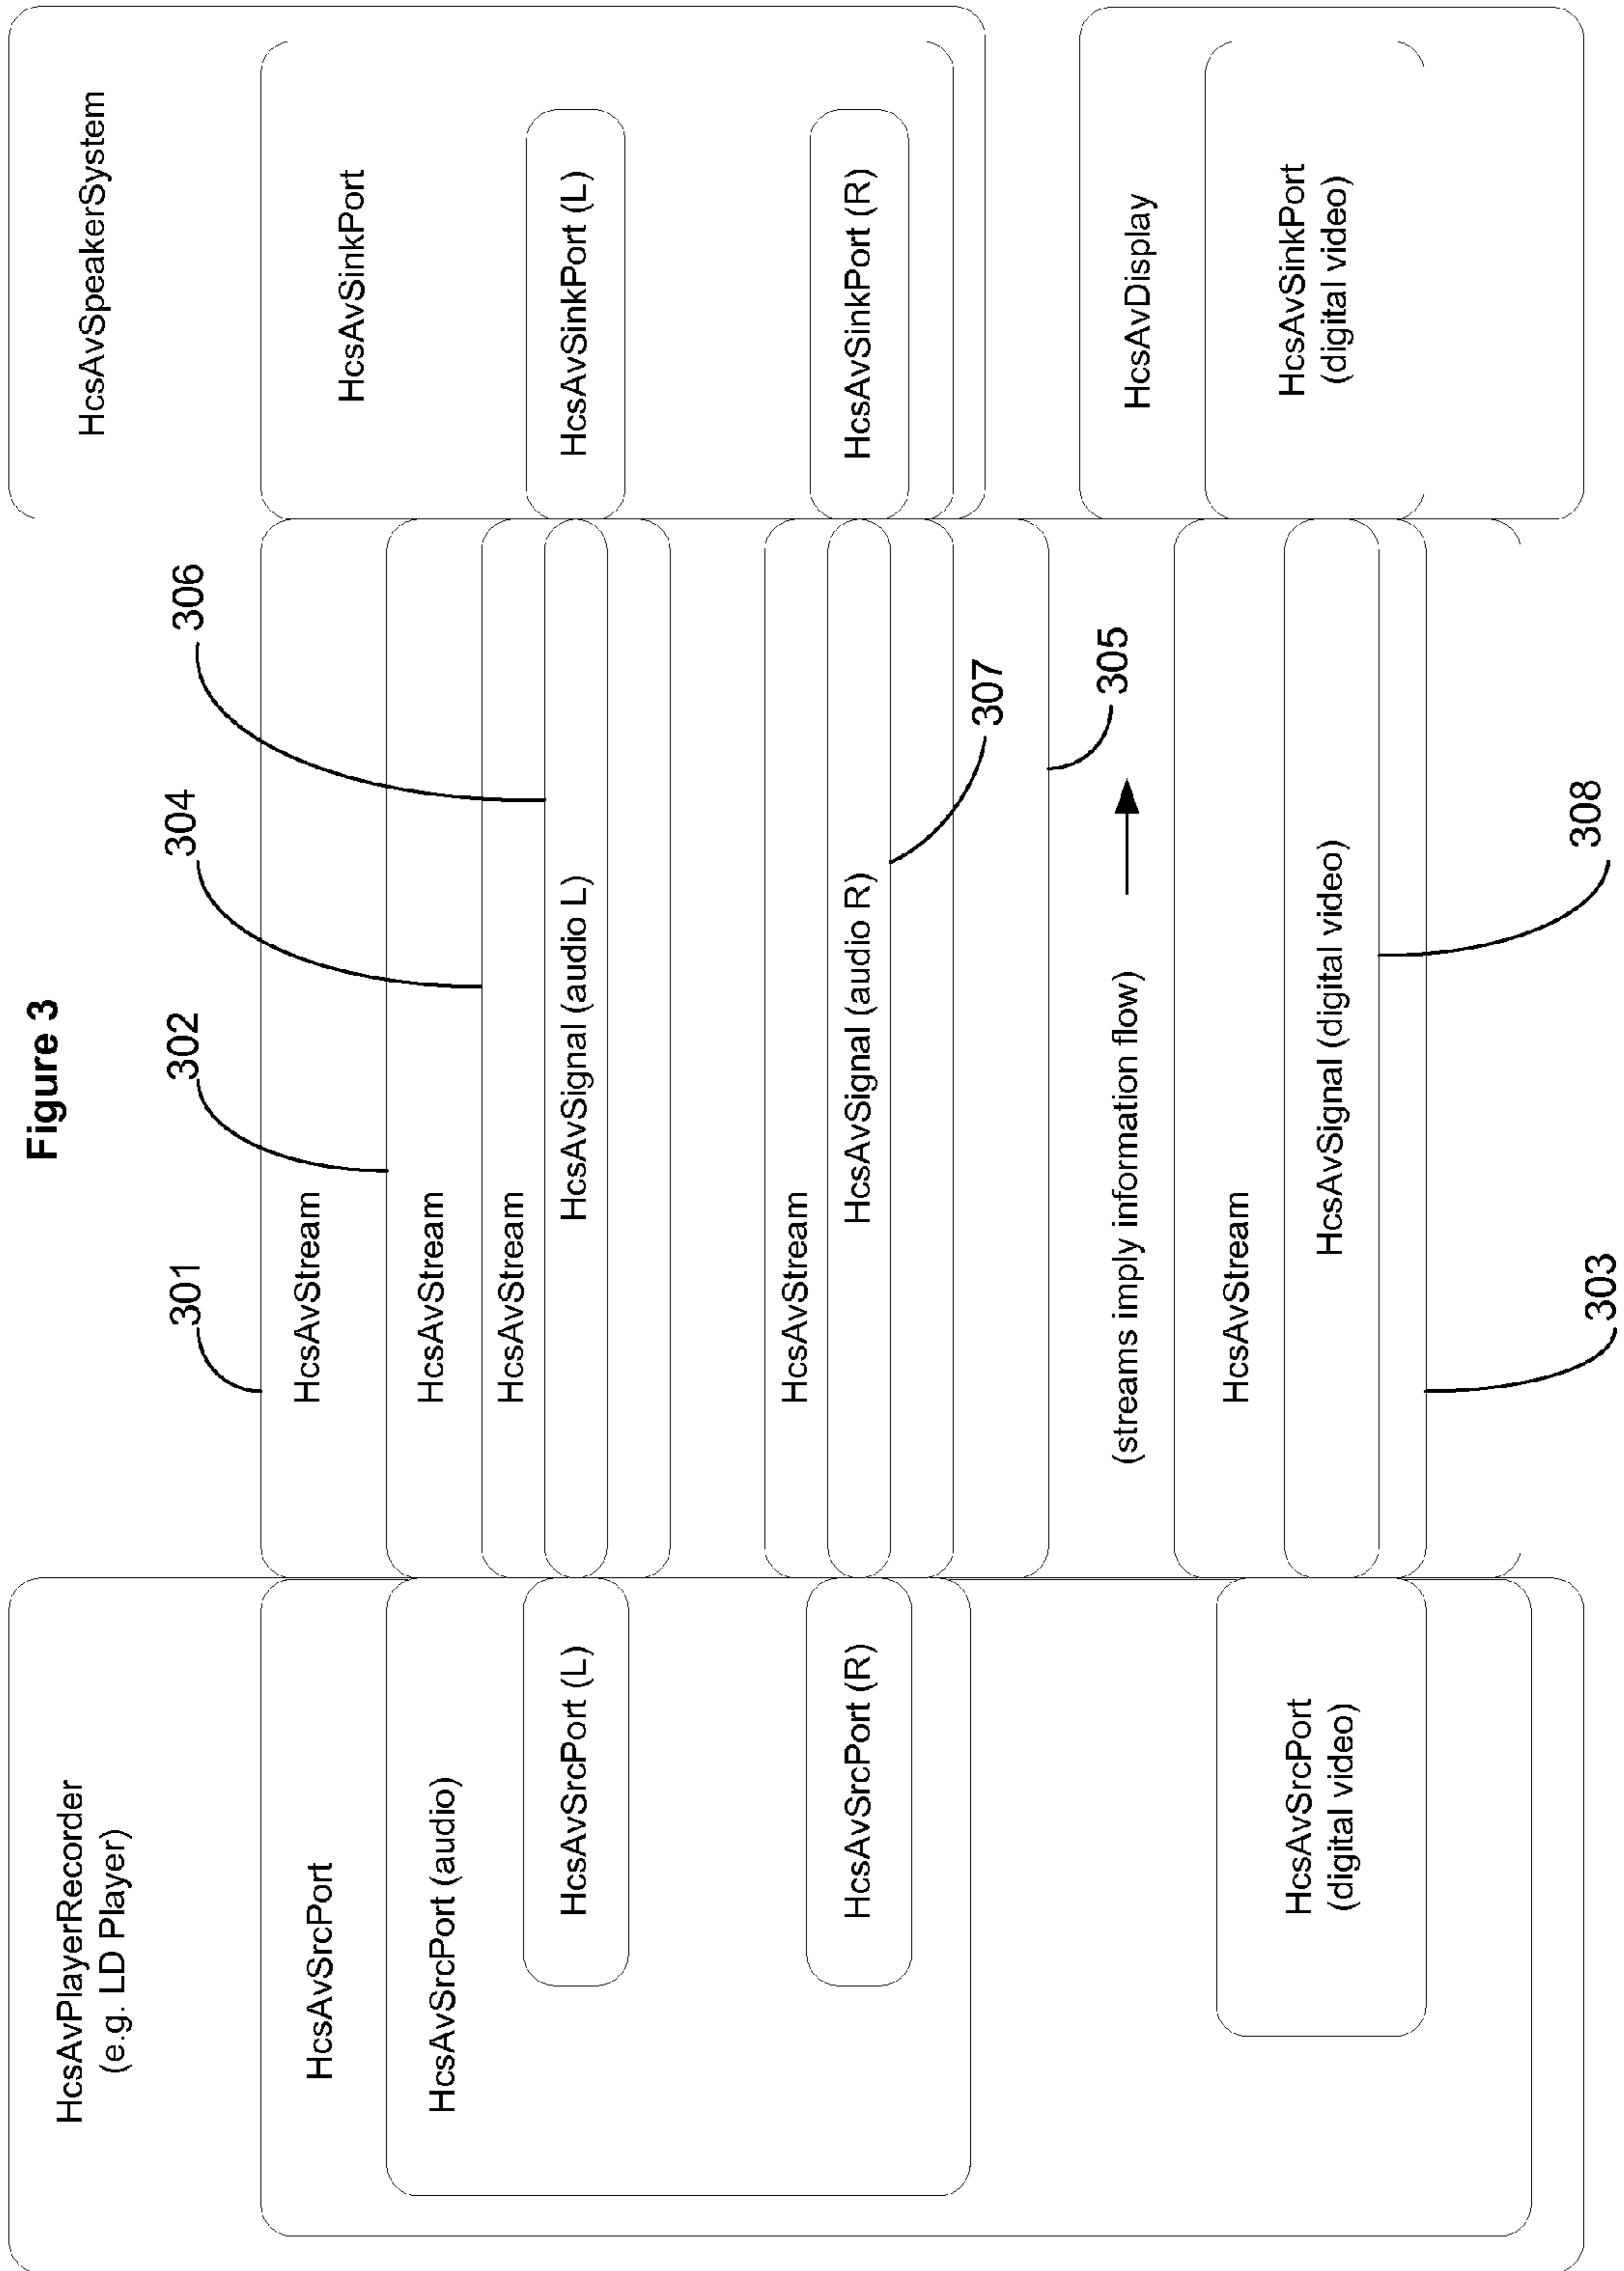 Figure 3
HcsAvPlayerRecorder
(e.g. LD Player)
HcsAvSrcPort
HcsAvSrcPort (audio)
HcsAvSrcPort (L)
HcsAvSrcPort (R)
HcsAvSrcPort
(digital video)
301
302
304
306
HcsAvStream
HcsAvStream
HcsAvStream
HcsAvSignal (audio L)
HcsAvStream
HcsAvSignal (audio R)
307
305
(streams imply information flow)
HcsAvStream
HcsAvSignal (digital video)
303
308
HcsAvSpeakerSystem
HcsAvSinkPort
HcsAvSinkPort (L)
HcsAvSinkPort (R)
HcsAvDisplay
HcsAvSinkPort
(digital video)